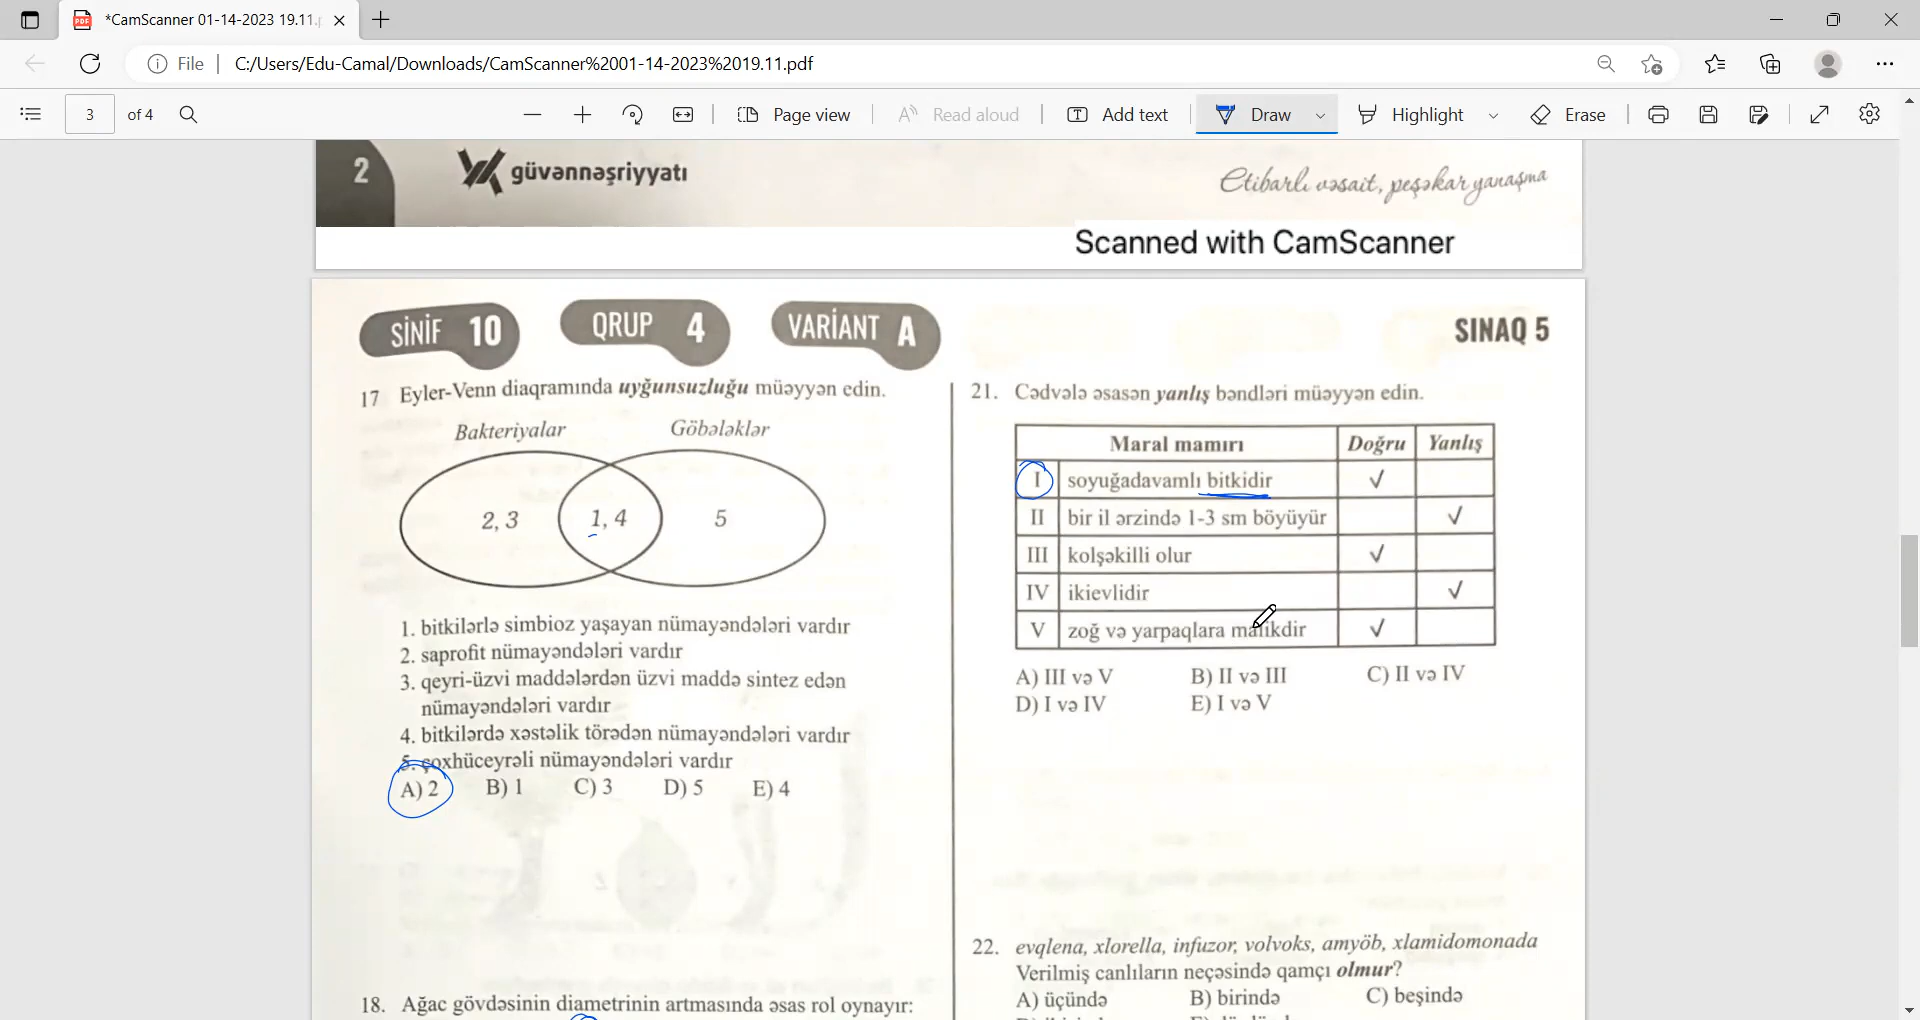 *CamScanner 01-14-2023 19.11.p
File
C:/Users/Edu-Camal/Downloads/CamScanner%2001-14-2023%2019.11.pdf
3 of 4
Page view
Read aloud
Add text
Draw
Highlight
Erase
2
güvənnəşriyyatı
Etibarlı vəsait, peşəkar yanaşma
Scanned with CamScanner
SİNİF 10
QRUP 4
VARİANT A
SINAQ 5
17 Eyler-Venn diaqramında uyğunsuzluğu müəyyən edin.
Bakteriyalar
Göbələklər
2, 3
1, 4
5
1. bitkilərlə simbioz yaşayan nümayəndələri vardır
2. saprofit nümayəndələri vardır
3. qeyri-üzvi maddələrdən üzvi maddə sintez edən
nümayəndələri vardır
4. bitkilərdə xəstəlik törədən nümayəndələri vardır
5. çoxhüceyrəli nümayəndələri vardır
A) 2 B) 1 C) 3 D) 5 E) 4
18. Ağac gövdəsinin diametrinin artmasında əsas rol oynayır:
21. Cədvələ əsasən yanlış bəndləri müəyyən edin.
Maral mamırı Doğru Yanlış
I soyuğadavamlı bitkidir √
II bir il ərzində 1-3 sm böyüyür √
III kolşəkilli olur √
IV ikievlidir √
V zoğ və yarpaqlara malikdir √
A) III və V B) II və III C) II və IV
D) I və IV E) I və V
22. evqlena, xlorella, infuzor, volvoks, amyöb, xlamidomonada
Verilmiş canlıların neçəsində qamçı olmur?
A) üçündə B) birində C) beşində